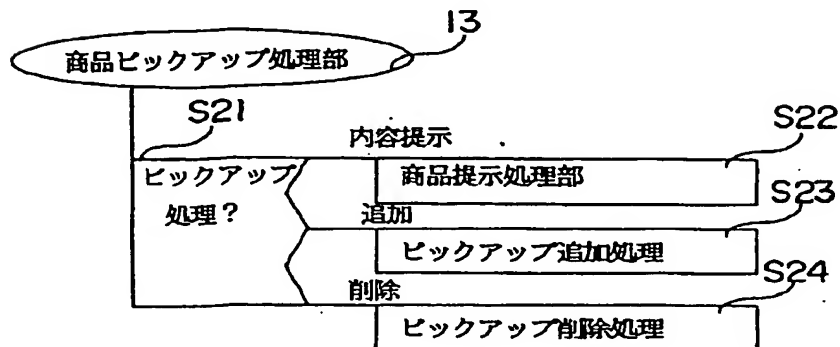 13
商品ピックアップ処理部
S21
内容提示
S22
ピックアップ
処理？
商品提示処理部
追加
S23
ピックアップ追加処理
削除
S24
ピックアップ削除処理